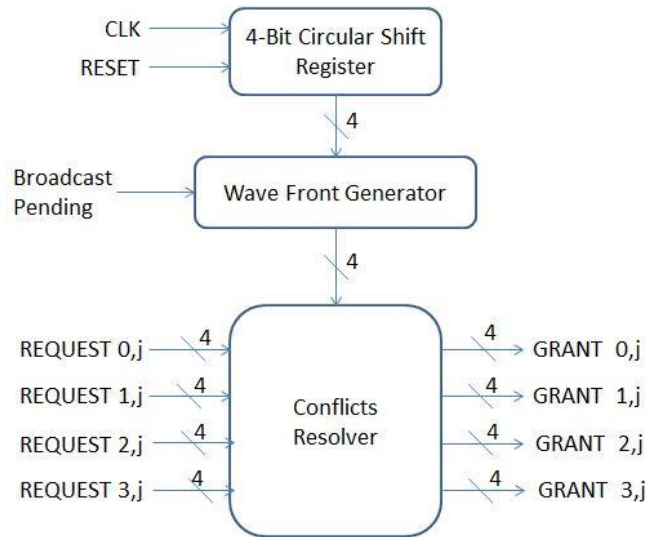 CLK
RESET
4-Bit Circular Shift
Register
4
Broadcast
Pending
Wave Front Generator
4
REQUEST 0,j
4
REQUEST 1,j
4
REQUEST 2,j
4
REQUEST 3,j
4
Conflicts
Resolver
4
GRANT 0,j
4
GRANT 1,j
4
GRANT 2,j
4
GRANT 3,j